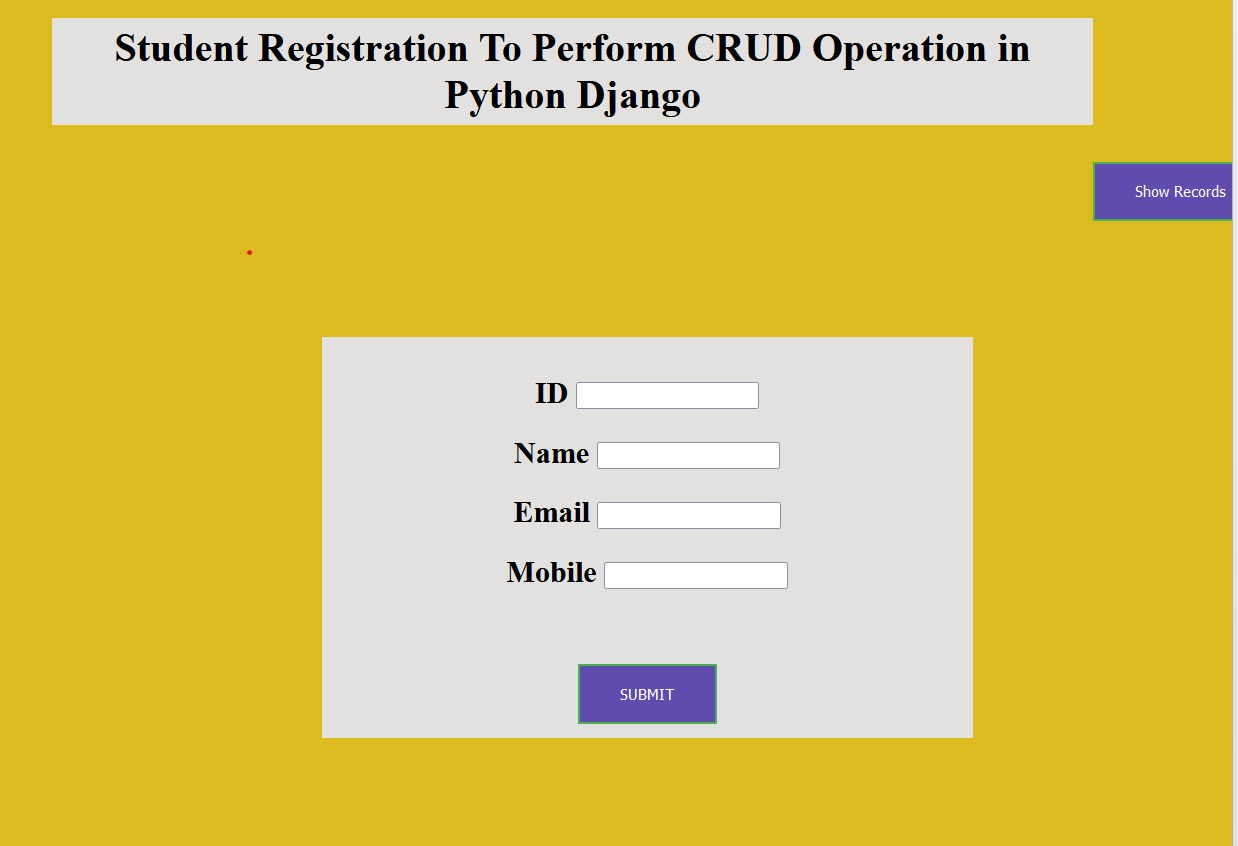 Student Registration To Perform CRUD Operation in
Python Django
Show Records
ID
Name
Email
Mobile
SUBMIT